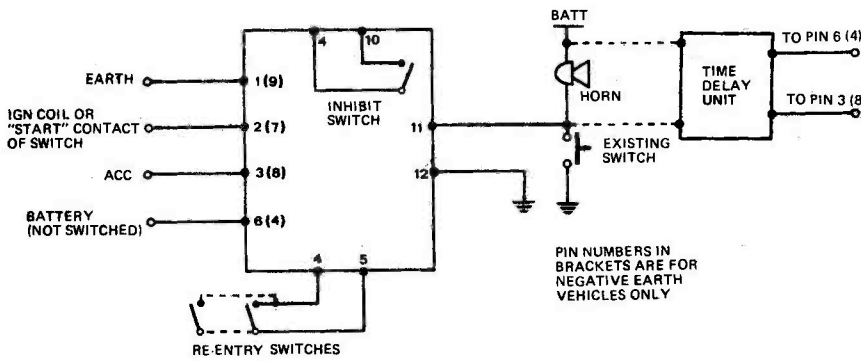 BATT
4
10
TO PIN 6 (4)
EARTH
1 (9)
INHIBIT
SWITCH
HORN
TIME
DELAY
UNIT
IGN COIL OR
"START" CONTACT
OF SWITCH
2 (7)
11
EXISTING
SWITCH
TO PIN 3 (8
ACC
3 (8)
12
BATTERY
(NOT SWITCHED)
6 (4)
4
5
PIN NUMBERS IN
BRACKETS ARE FOR
NEGATIVE EARTH
VEHICLES ONLY
RE-ENTRY SWITCHES